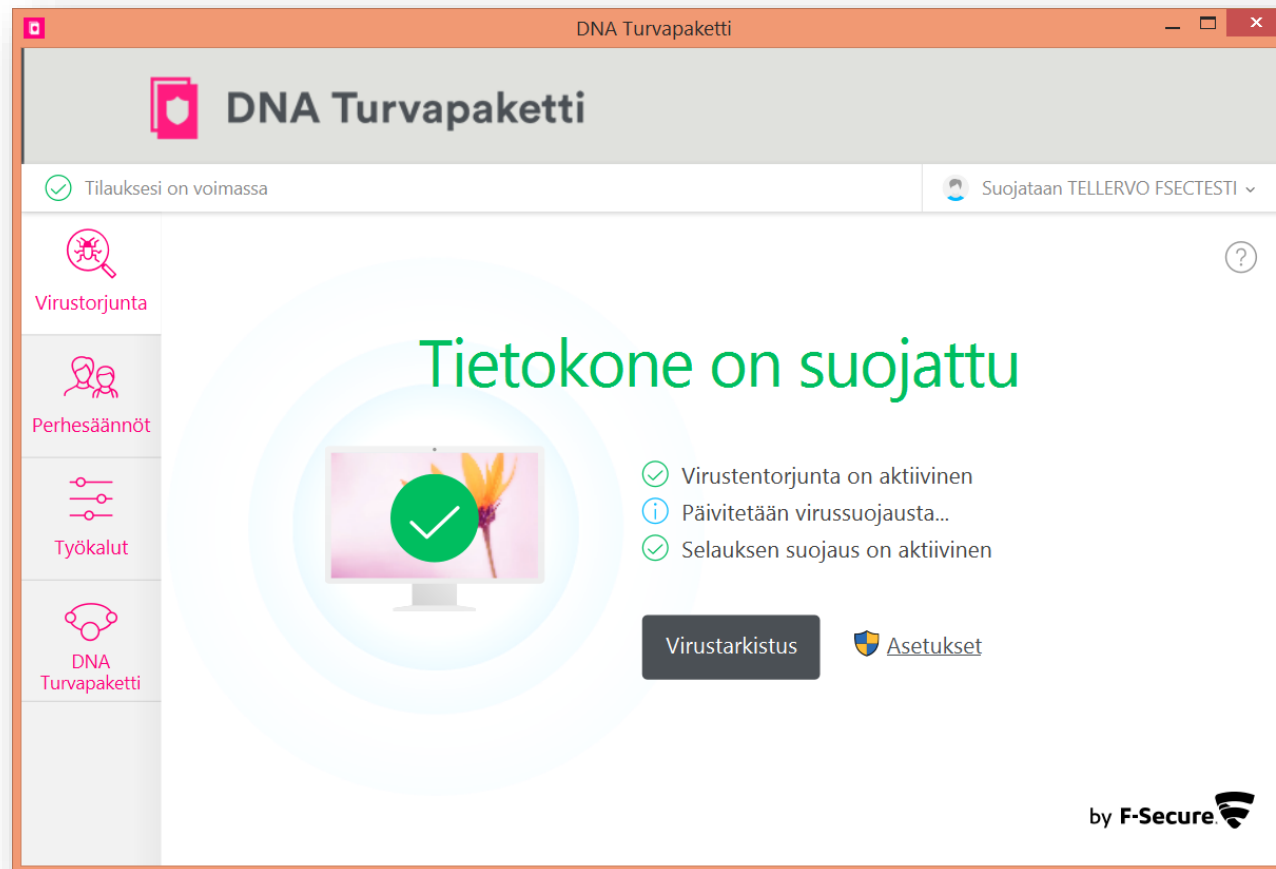 DNA Turvapaketti
DNA Turvapaketti
Tilauksesi on voimassa
Suojataan TELLERVO FSECTESTI
Virustorjunta
Perhesäännöt
Työkalut
DNA
Turvapaketti
?
Tietokone on suojattu
Virustentorjunta on aktiivinen
i Päivitetään virussuojausta...
Selauksen suojaus on aktiivinen
Virustarkistus
Asetukset
by F-Secure.